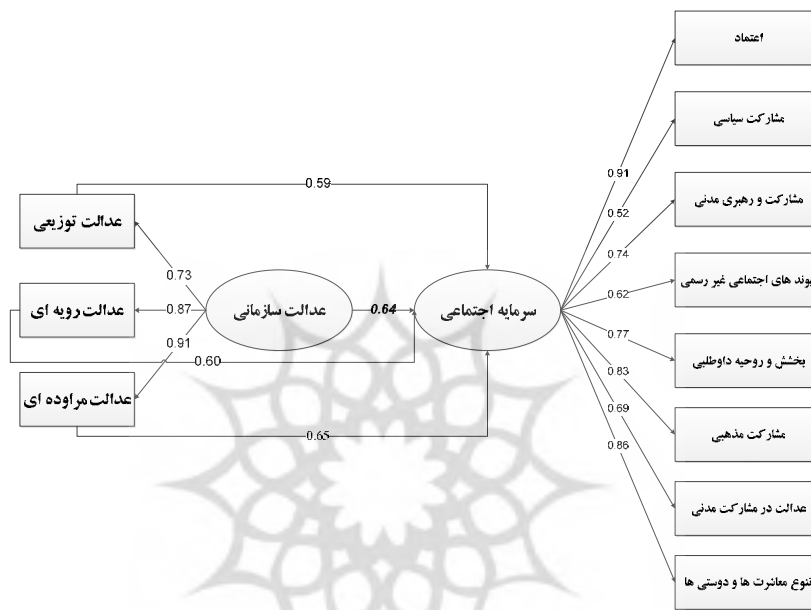 اعتماد
مشارکت سیاسی
مشارکت و رهبری مدنی
پیوند های اجتماعی غیر رسمی
بخشش و روحیه داوطلبی
مشارکت مذهبی
عدالت در مشارکت مدنی
تنوع معاشرت ها و دوستی ها
0.91
0.52
0.74
0.62
0.77
0.83
0.69
0.86
سرمایه اجتماعی
0.59
0.64
0.60
0.65
عدالت سازمانی
0.73
0.87
0.91
عدالت توزیعی
عدالت رویه ای
عدالت مراوده ای